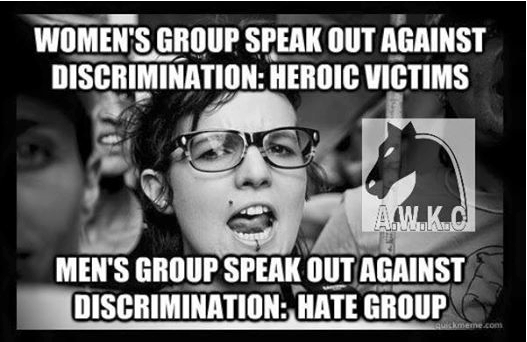 WOMEN'S GROUP SPEAK OUT AGAINST
DISCRIMINATION: HEROIC VICTIMS
A.W.K.O
MEN'S GROUP SPEAK OUT AGAINST
DISCRIMINATION: HATE GROUP
quickmeme.com